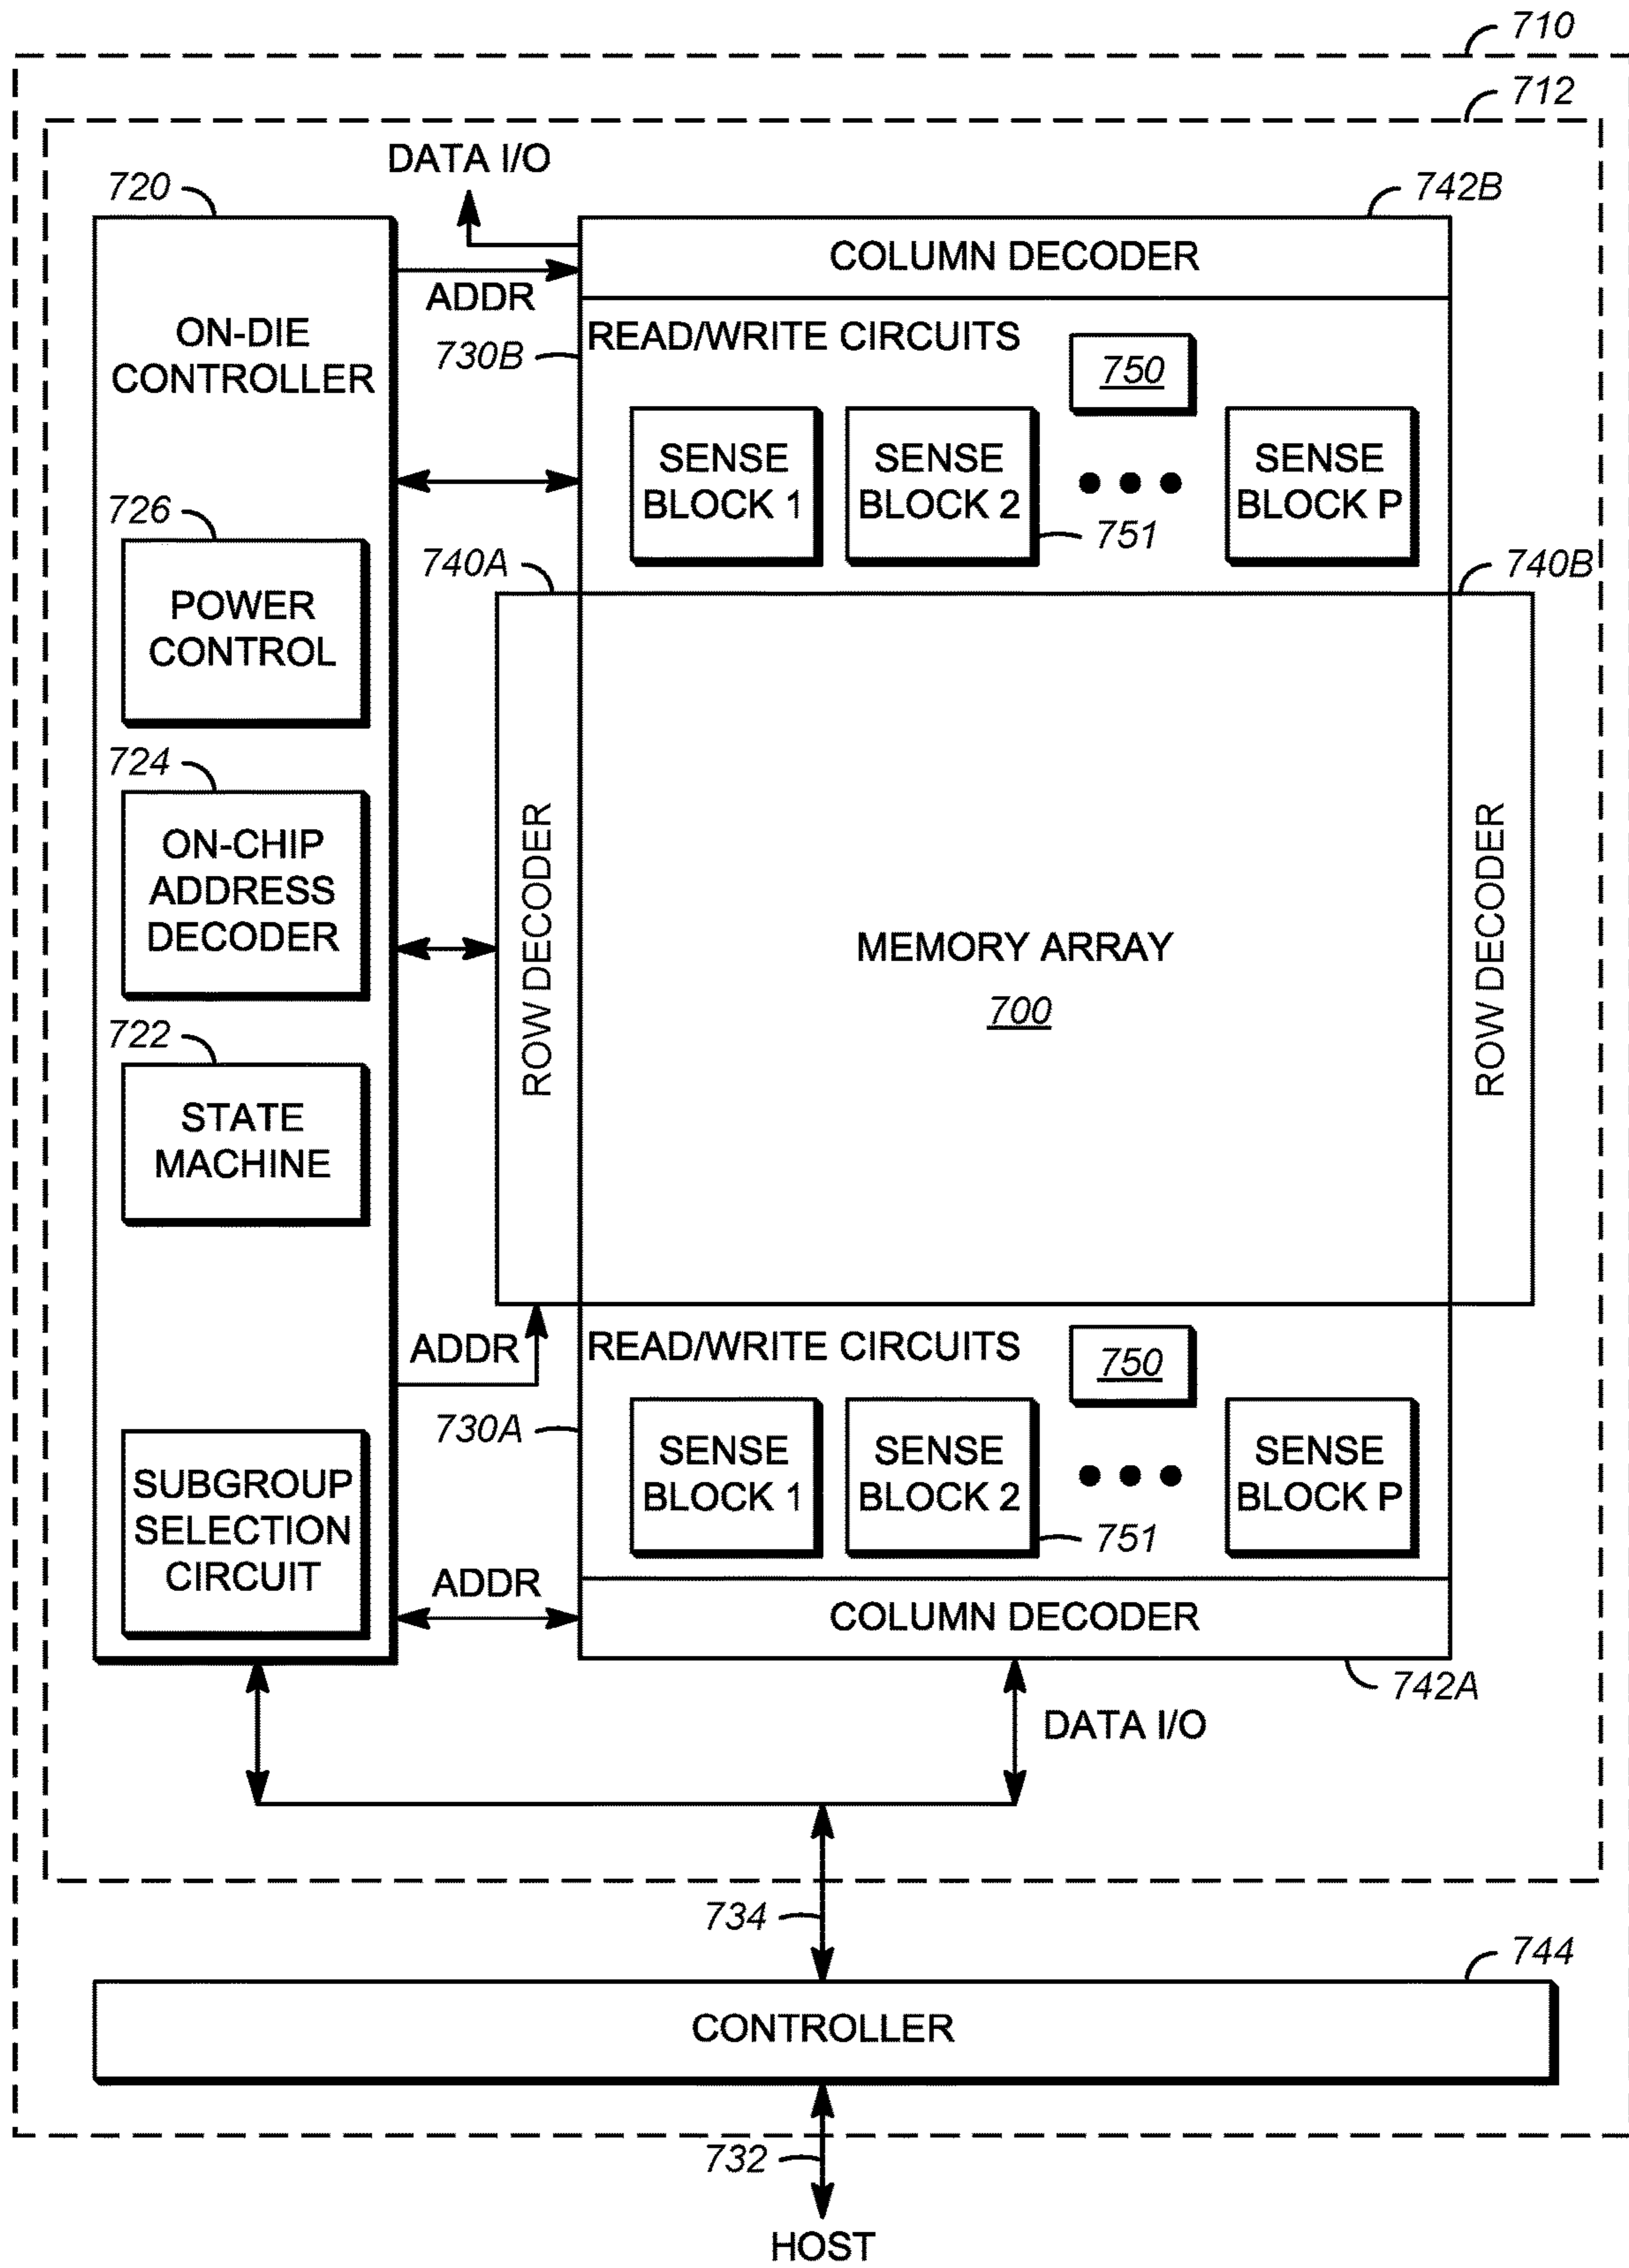 710
712
DATA I/O
720
742B
COLUMN DECODER
ADDR
ON-DIE
CONTROLLER
READ/WRITE CIRCUITS
730B
750
SENSE
BLOCK 1
SENSE
BLOCK 2
SENSE
BLOCK P
751
726
740A
740B
POWER
CONTROL
724
ON-CHIP
ADDRESS
DECODER
ROW DECODER
MEMORY ARRAY
700
ROW DECODER
722
STATE
MACHINE
ADDR
READ/WRITE CIRCUITS
750
730A
SENSE
BLOCK 1
SENSE
BLOCK 2
SENSE
BLOCK P
751
SUBGROUP
SELECTION
CIRCUIT
ADDR
COLUMN DECODER
742A
DATA I/O
734
744
CONTROLLER
732
HOST